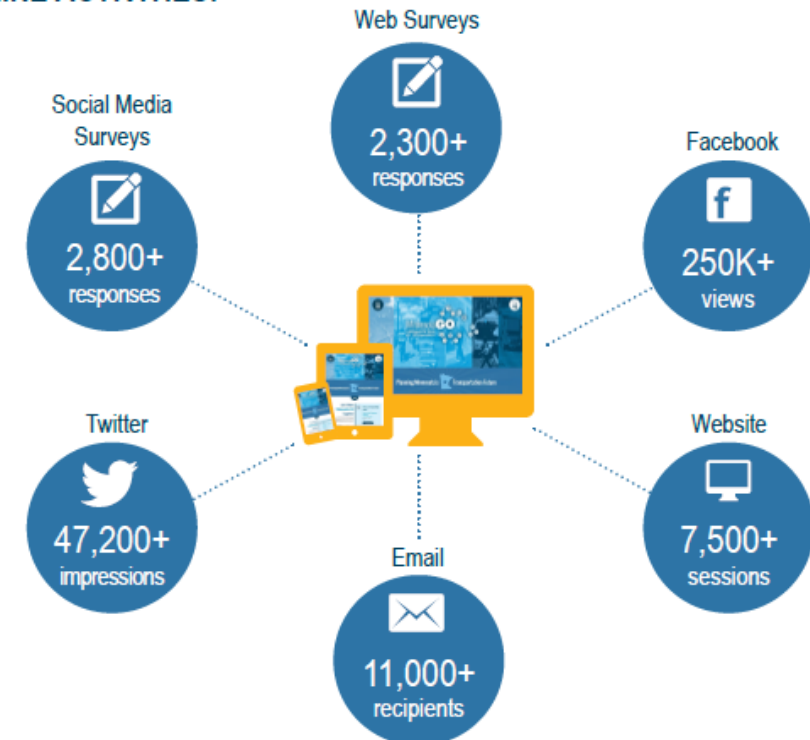 Web Surveys
2,300+
responses
Social Media
Surveys
2,800+
responses
Facebook
f
250K+
views
GO
Twitter
47,200+
impressions
Website
7,500+
sessions
Email
11,000+
recipients